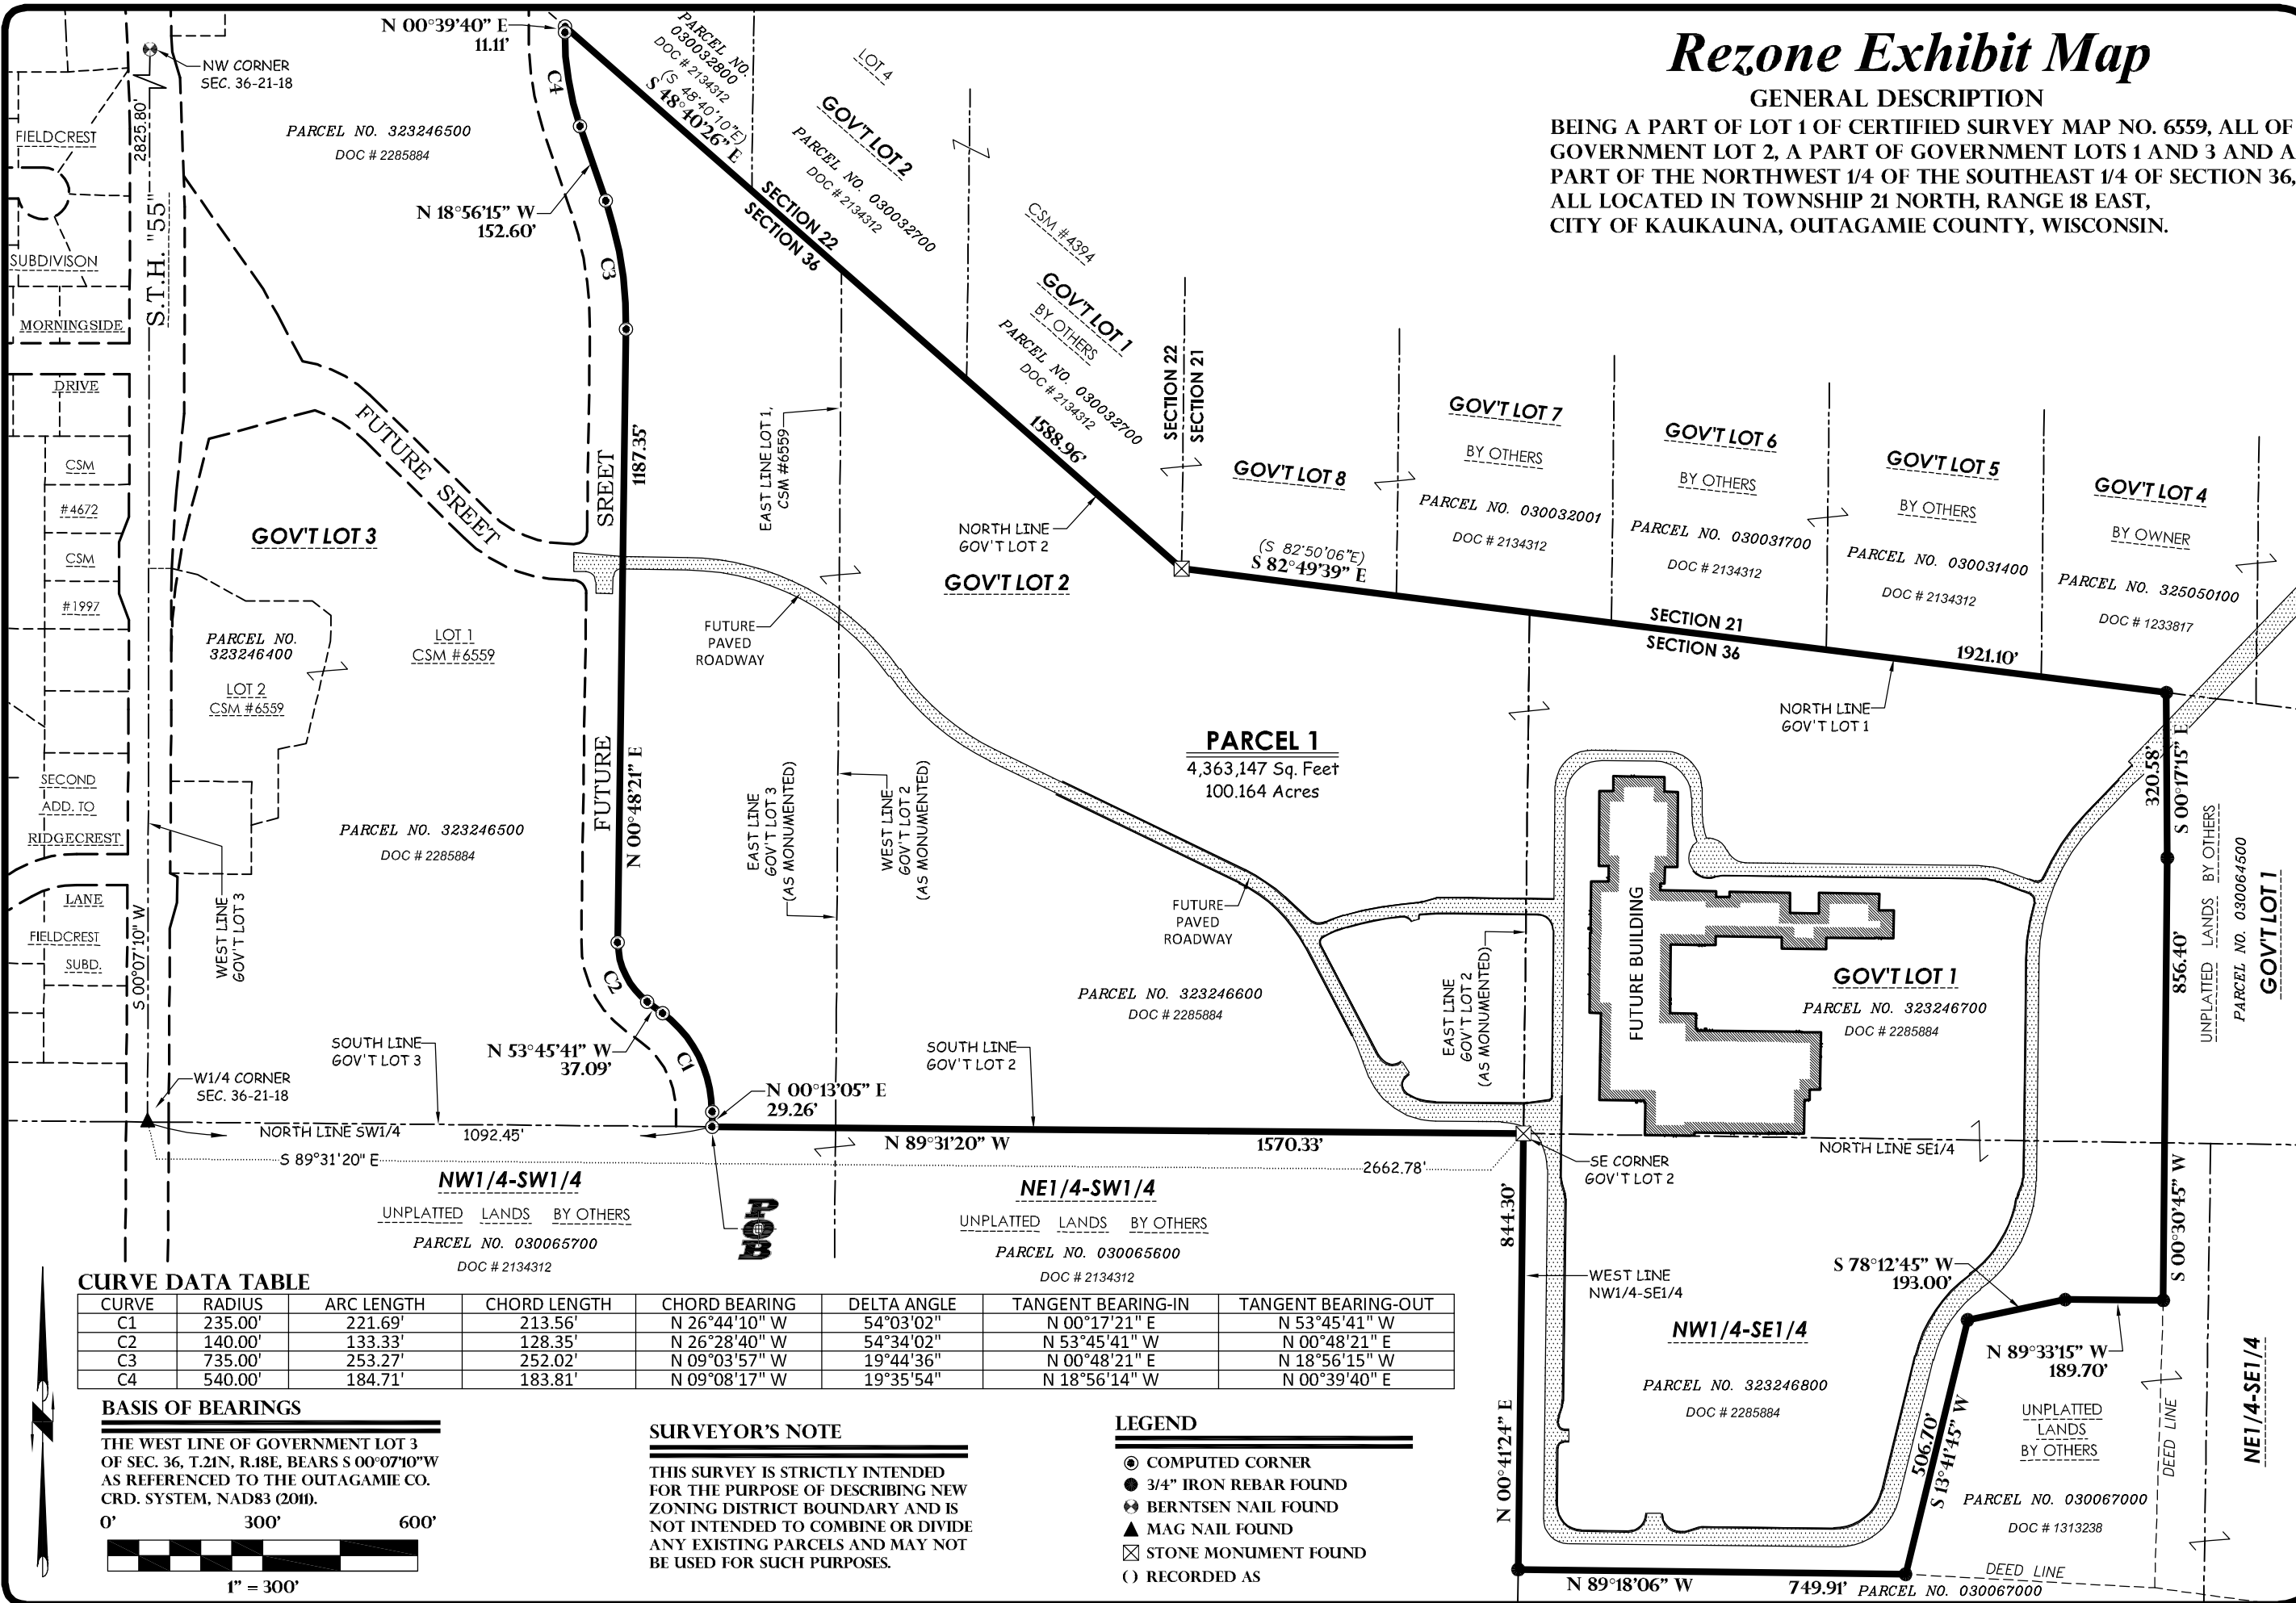 Rezone Exhibit Map
GENERAL DESCRIPTION
BEING A PART OF LOT 1 OF CERTIFIED SURVEY MAP NO. 6559, ALL OF
GOVERNMENT LOT 2, A PART OF GOVERNMENT LOTS 1 AND 3 AND A
PART OF THE NORTHWEST 1/4 OF THE SOUTHEAST 1/4 OF SECTION 36,
ALL LOCATED IN TOWNSHIP 21 NORTH, RANGE 18 EAST,
CITY OF KAUKAUNA, OUTAGAMIE COUNTY, WISCONSIN.
N 00°39'40" E
11.11'
NW CORNER
SEC. 36-21-18
2825.80'
S.T.H. "55"
FIELDCREST
SUBDIVISON
MORNINGSIDE
DRIVE
CSM
#4672
CSM
#1997
SECOND
ADD. TO
RIDGECREST
LANE
FIELDCREST
SUBD.
S 00°07'10" W
PARCEL NO. 323246500
DOC # 2285884
C4
N 18°56'15" W
152.60'
C3
PARCEL NO.
030032800
DOC # 2134312
(S 48°40'10"E)
S 48°40'26" E
LOT 4
GOV'T LOT 2
PARCEL NO. 030032700
DOC # 2134312
SECTION 22
SECTION 36
CSM #4394
GOV'T LOT 1
BY OTHERS
PARCEL NO. 030032700
DOC # 2134312
1588.96'
SECTION 22
SECTION 21
NORTH LINE
GOV'T LOT 2
GOV'T LOT 2
GOV'T LOT 8
(S 82°50'06"E)
S 82°49'39" E
GOV'T LOT 7
BY OTHERS
PARCEL NO. 030032001
DOC # 2134312
GOV'T LOT 6
BY OTHERS
PARCEL NO. 030031700
DOC # 2134312
GOV'T LOT 5
BY OTHERS
PARCEL NO. 030031400
DOC # 2134312
GOV'T LOT 4
BY OWNER
PARCEL NO. 325050100
DOC # 1233817
SECTION 21
SECTION 36
1921.10'
NORTH LINE
GOV'T LOT 1
FUTURE SREET
FUTURE SREET
1187.35'
N 00°48'21" E
EAST LINE LOT 1,
CSM #6559
GOV'T LOT 3
PARCEL NO.
323246400
LOT 2
CSM #6559
LOT 1
CSM #6559
FUTURE
PAVED
ROADWAY
PARCEL 1
4,363,147 Sq. Feet
100.164 Acres
PARCEL NO. 323246500
DOC # 2285884
WEST LINE
GOV'T LOT 3
EAST LINE
GOV'T LOT 3
(AS MONUMENTED)
WEST LINE
GOV'T LOT 2
(AS MONUMENTED)
FUTURE
PAVED
ROADWAY
PARCEL NO. 323246600
DOC # 2285884
EAST LINE
GOV'T LOT 2
(AS MONUMENTED)
FUTURE BUILDING
GOV'T LOT 1
PARCEL NO. 323246700
DOC # 2285884
320.58'
S 00°17'15" E
856.40'
S 00°30'45" W
UNPLATTED LANDS BY OTHERS
PARCEL NO. 030064500
GOV'T LOT 1
C2
C1
N 53°45'41" W
37.09'
SOUTH LINE
GOV'T LOT 3
SOUTH LINE
GOV'T LOT 2
N 00°13'05" E
29.26'
W1/4 CORNER
SEC. 36-21-18
NORTH LINE SW1/4
1092.45'
S 89°31'20" E
2662.78'
N 89°31'20" W
1570.33'
NORTH LINE SE1/4
SE CORNER
GOV'T LOT 2
POB
NW1/4-SW1/4
UNPLATTED LANDS BY OTHERS
PARCEL NO. 030065700
DOC # 2134312
NE1/4-SW1/4
UNPLATTED LANDS BY OTHERS
PARCEL NO. 030065600
DOC # 2134312
844.30'
N 00°41'24" E
WEST LINE
NW1/4-SE1/4
NW1/4-SE1/4
PARCEL NO. 323246800
DOC # 2285884
S 78°12'45" W
193.00'
N 89°33'15" W
189.70'
506.70'
S 13°41'45" W
UNPLATTED
LANDS
BY OTHERS
PARCEL NO. 030067000
DOC # 1313238
DEED LINE
DEED LINE
NE1/4-SE1/4
N 89°18'06" W
749.91'
PARCEL NO. 030067000
CURVE DATA TABLE
CURVE RADIUS ARC LENGTH CHORD LENGTH CHORD BEARING DELTA ANGLE TANGENT BEARING-IN TANGENT BEARING-OUT
C1 235.00' 221.69' 213.56' N 26°44'10" W 54°03'02" N 00°17'21" E N 53°45'41" W
C2 140.00' 133.33' 128.35' N 26°28'40" W 54°34'02" N 53°45'41" W N 00°48'21" E
C3 735.00' 253.27' 252.02' N 09°03'57" W 19°44'36" N 00°48'21" E N 18°56'15" W
C4 540.00' 184.71' 183.81' N 09°08'17" W 19°35'54" N 18°56'14" W N 00°39'40" E
BASIS OF BEARINGS
THE WEST LINE OF GOVERNMENT LOT 3
OF SEC. 36, T.21N, R.18E, BEARS S 00°07'10"W
AS REFERENCED TO THE OUTAGAMIE CO.
CRD. SYSTEM, NAD83 (2011).
0' 300' 600'
1" = 300'
SURVEYOR'S NOTE
THIS SURVEY IS STRICTLY INTENDED
FOR THE PURPOSE OF DESCRIBING NEW
ZONING DISTRICT BOUNDARY AND IS
NOT INTENDED TO COMBINE OR DIVIDE
ANY EXISTING PARCELS AND MAY NOT
BE USED FOR SUCH PURPOSES.
LEGEND
COMPUTED CORNER
3/4" IRON REBAR FOUND
BERNTSEN NAIL FOUND
MAG NAIL FOUND
STONE MONUMENT FOUND
( ) RECORDED AS